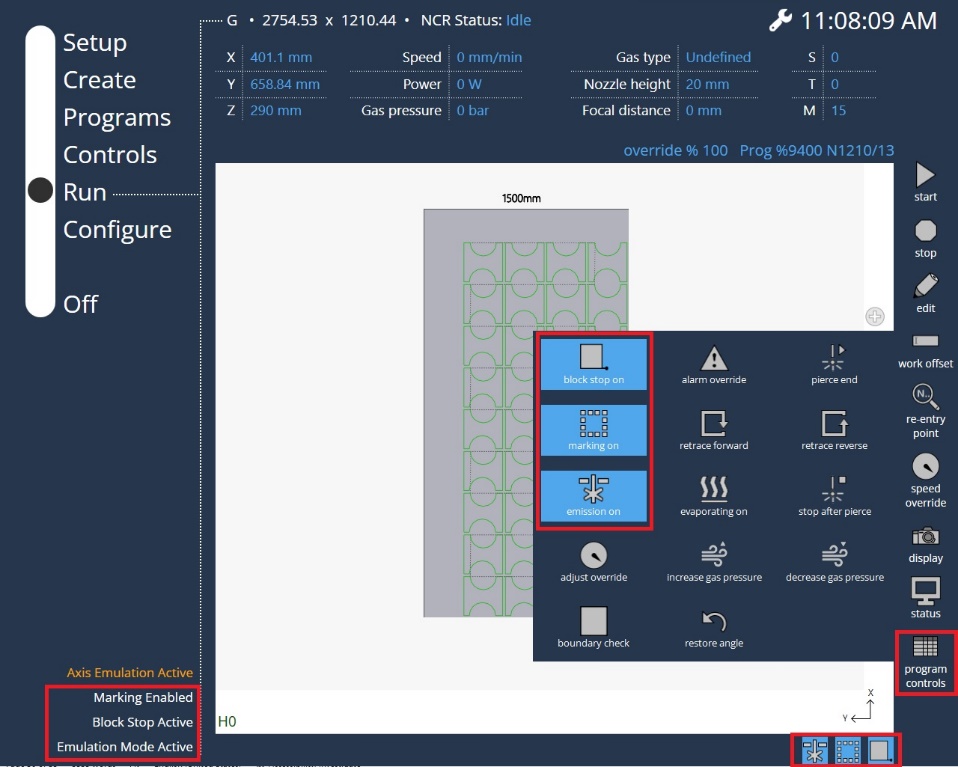 G • 2754.53 x 1210.44 • NCR Status: Idle
11:08:09 AM
Setup
Create
Programs
Controls
Run
Configure
Off
X 401.1 mm Speed 0 mm/min Gas type Undefined S 0
Y 658.84 mm Power 0 W Nozzle height 20 mm T 0
Z 290 mm Gas pressure 0 bar Focal distance 0 mm M 15
override % 100 Prog %9400 N1210/13
1500mm
start
stop
edit
work offset
N..
re-entry
point
speed
override
display
status
program
controls
block stop on alarm override pierce end
marking on retrace forward retrace reverse
emission on evaporating on stop after pierce
adjust override increase gas pressure decrease gas pressure
boundary check restore angle
Axis Emulation Active
Marking Enabled
Block Stop Active
Emulation Mode Active
H0
X
Y